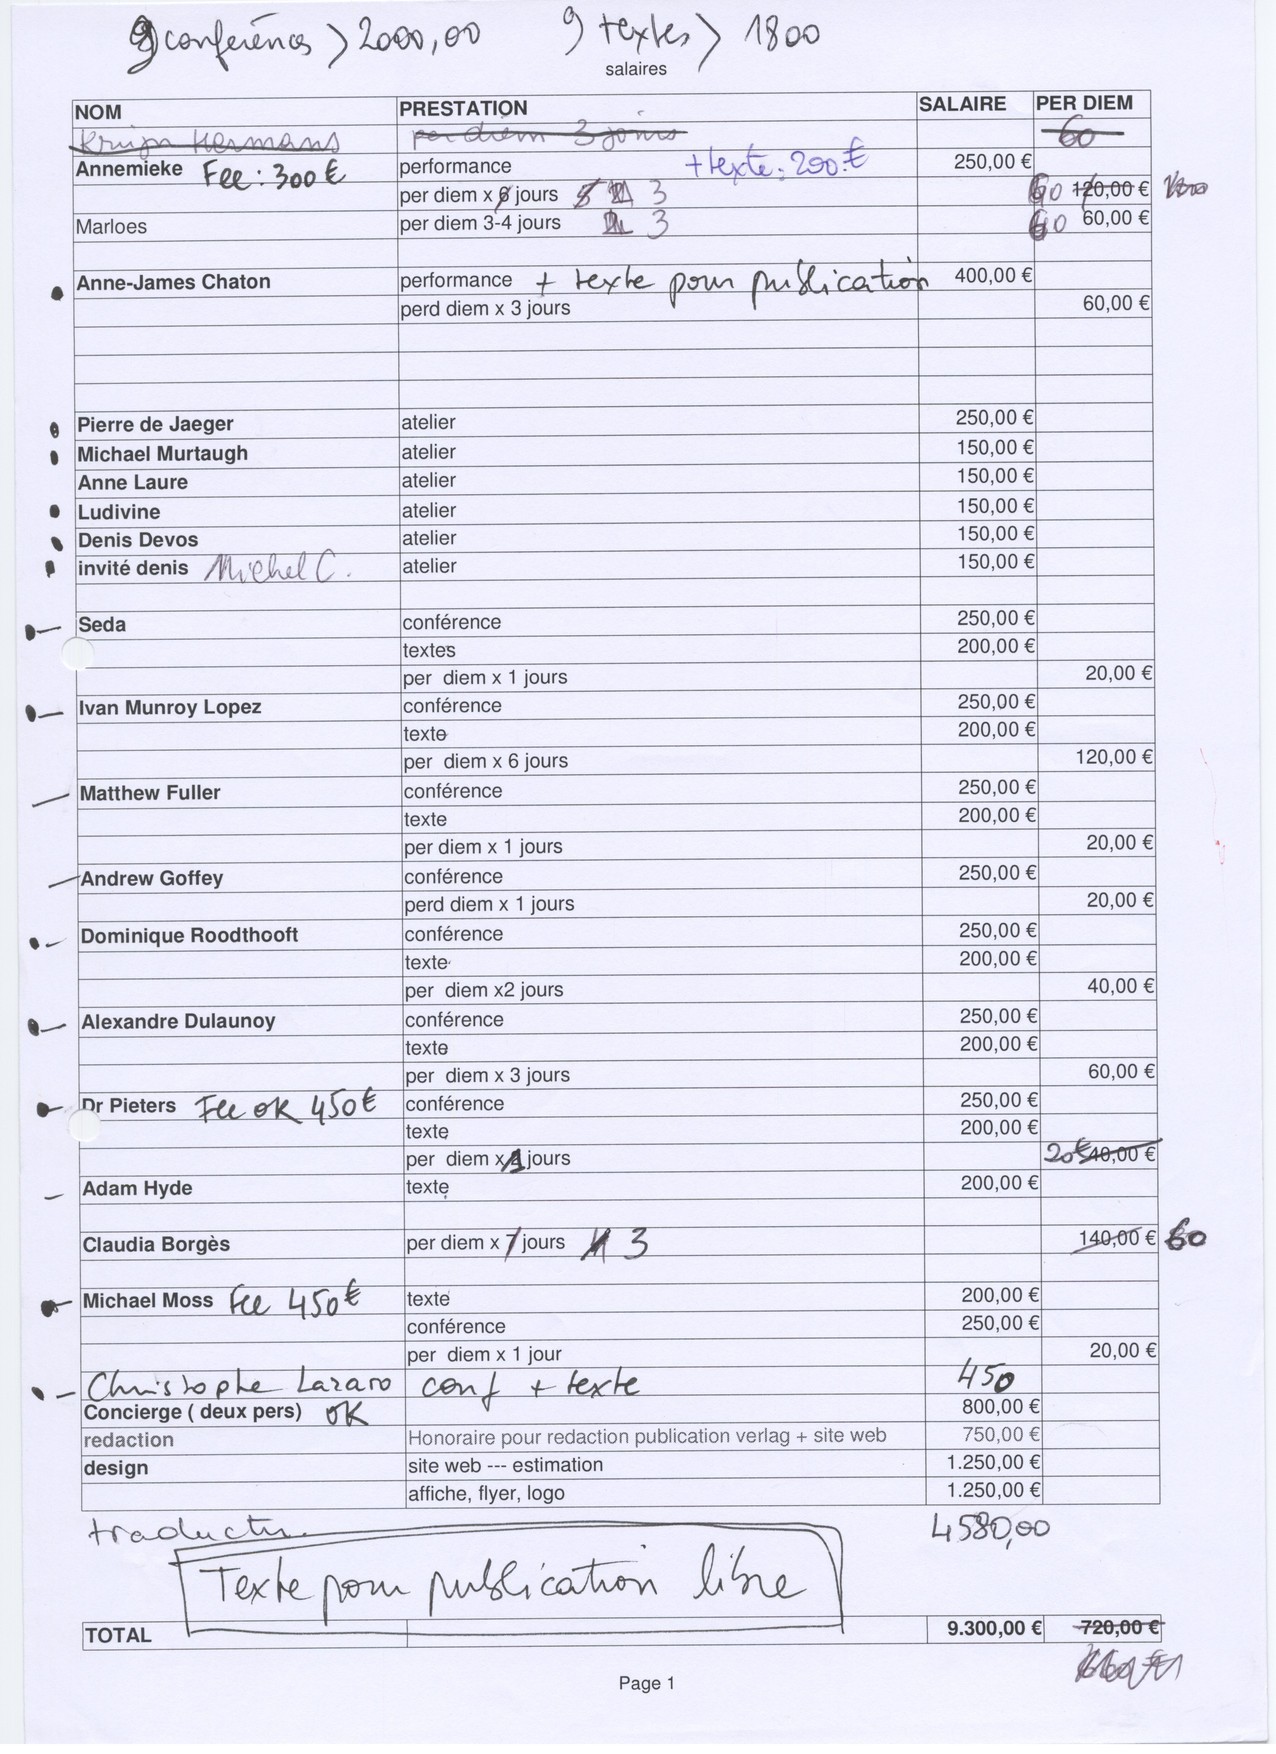 9 conférences > 2000,00 9 textes > 1800
salaires
NOM PRESTATION SALAIRE PER DIEM
Krijn Hermans per diem 3 jours 60
Annemieke Fee : 300 € performance + texte : 200 € 250,00 €
per diem x 6 jours 5 3 60 120,00 €
Marloes per diem 3-4 jours 3 60 60,00 €
Anne-James Chaton performance + texte pour publication 400,00 €
perd diem x 3 jours 60,00 €
Pierre de Jaeger atelier 250,00 €
Michael Murtaugh atelier 150,00 €
Anne Laure atelier 150,00 €
Ludivine atelier 150,00 €
Denis Devos atelier 150,00 €
invité denis Michel C. atelier 150,00 €
Seda conférence 250,00 €
textes 200,00 €
per diem x 1 jours 20,00 €
Ivan Munroy Lopez conférence 250,00 €
texte 200,00 €
per diem x 6 jours 120,00 €
Matthew Fuller conférence 250,00 €
texte 200,00 €
per diem x 1 jours 20,00 €
Andrew Goffey conférence 250,00 €
perd diem x 1 jours 20,00 €
Dominique Roodthooft conférence 250,00 €
texte 200,00 €
per diem x2 jours 40,00 €
Alexandre Dulaunoy conférence 250,00 €
texte 200,00 €
per diem x 3 jours 60,00 €
Dr Pieters Fee OK 450 € conférence 250,00 €
texte 200,00 €
per diem x 1 jours 20 € 40,00 €
Adam Hyde texte 200,00 €
Claudia Borgès per diem x 7 jours 3 140,00 € 60
Michael Moss Fee 450 € texte 200,00 €
conférence 250,00 €
per diem x 1 jour 20,00 €
Christophe Lazaro conf + texte 450
Concierge ( deux pers) OK 800,00 €
redaction Honoraire pour redaction publication verlag + site web 750,00 €
design site web --- estimation 1.250,00 €
affiche, flyer, logo 1.250,00 €
4580,00
Texte pour publication libre
TOTAL 9.300,00 € 720,00 €
Page 1